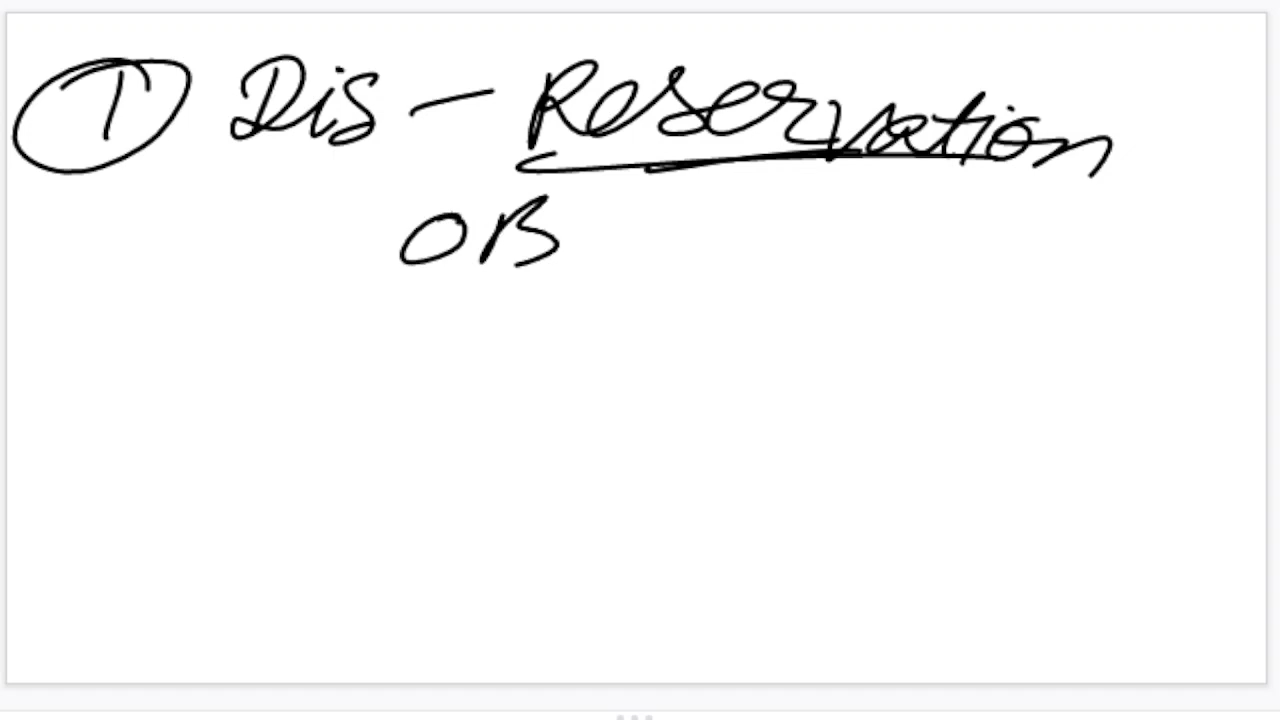 ① Dis - Reservation
OB